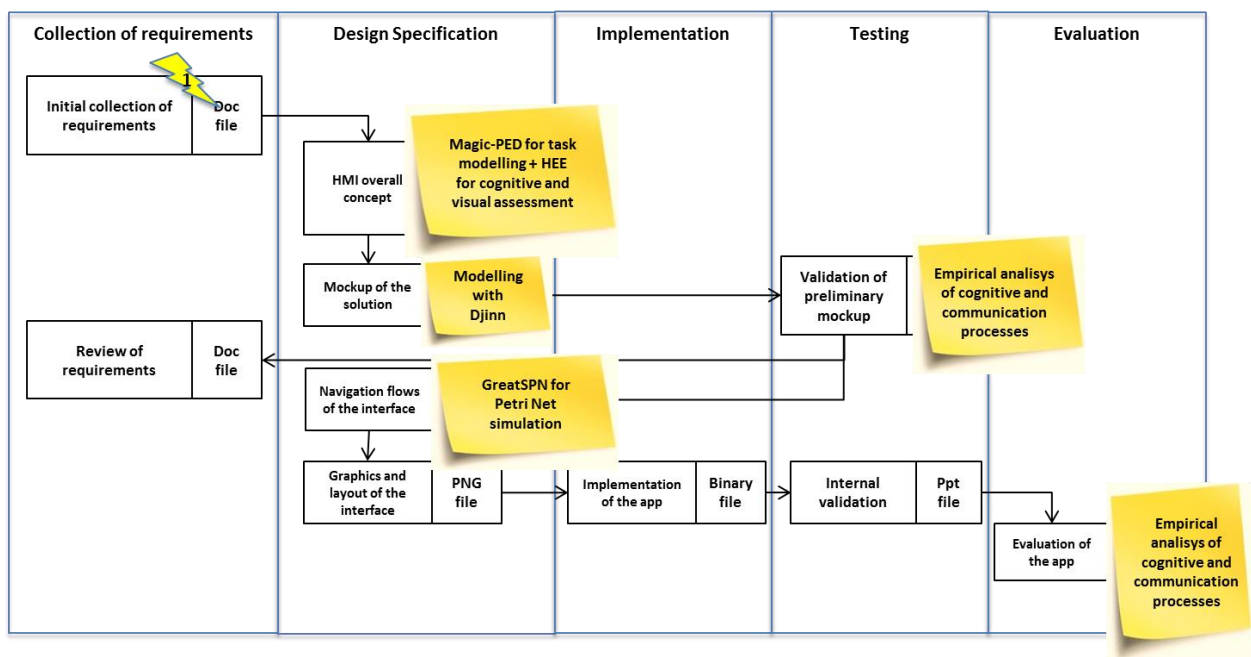 Collection of requirements
Design Specification
Implementation
Testing
Evaluation
1
Initial collection of
requirements
Doc
file
Magic-PED for task
modelling + HEE
for cognitive and
visual assessment
HMI overall
concept
Mockup of the
solution
Modelling
with
Djinn
Validation of
preliminary
mockup
Empirical analisys
of cognitive and
communication
processes
Review of
requirements
Doc
file
Navigation flows
of the interface
GreatSPN for
Petri Net
simulation
Graphics and
layout of the
interface
PNG
file
Implementation
of the app
Binary
file
Internal
validation
Ppt
file
Evaluation of
the app
Empirical
analisys of
cognitive and
communication
processes